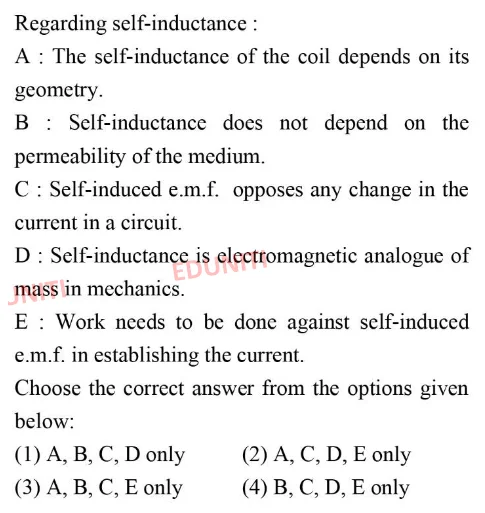 Regarding self-inductance :
A : The self-inductance of the coil depends on its
geometry.
B : Self-inductance does not depend on the
permeability of the medium.
C : Self-induced e.m.f. opposes any change in the
current in a circuit.
D : Self-inductance is electromagnetic analogue of
mass in mechanics.
E : Work needs to be done against self-induced
e.m.f. in establishing the current.
Choose the correct answer from the options given
below:
(1) A, B, C, D only (2) A, C, D, E only
(3) A, B, C, E only (4) B, C, D, E only
EDUNITI
UNITI